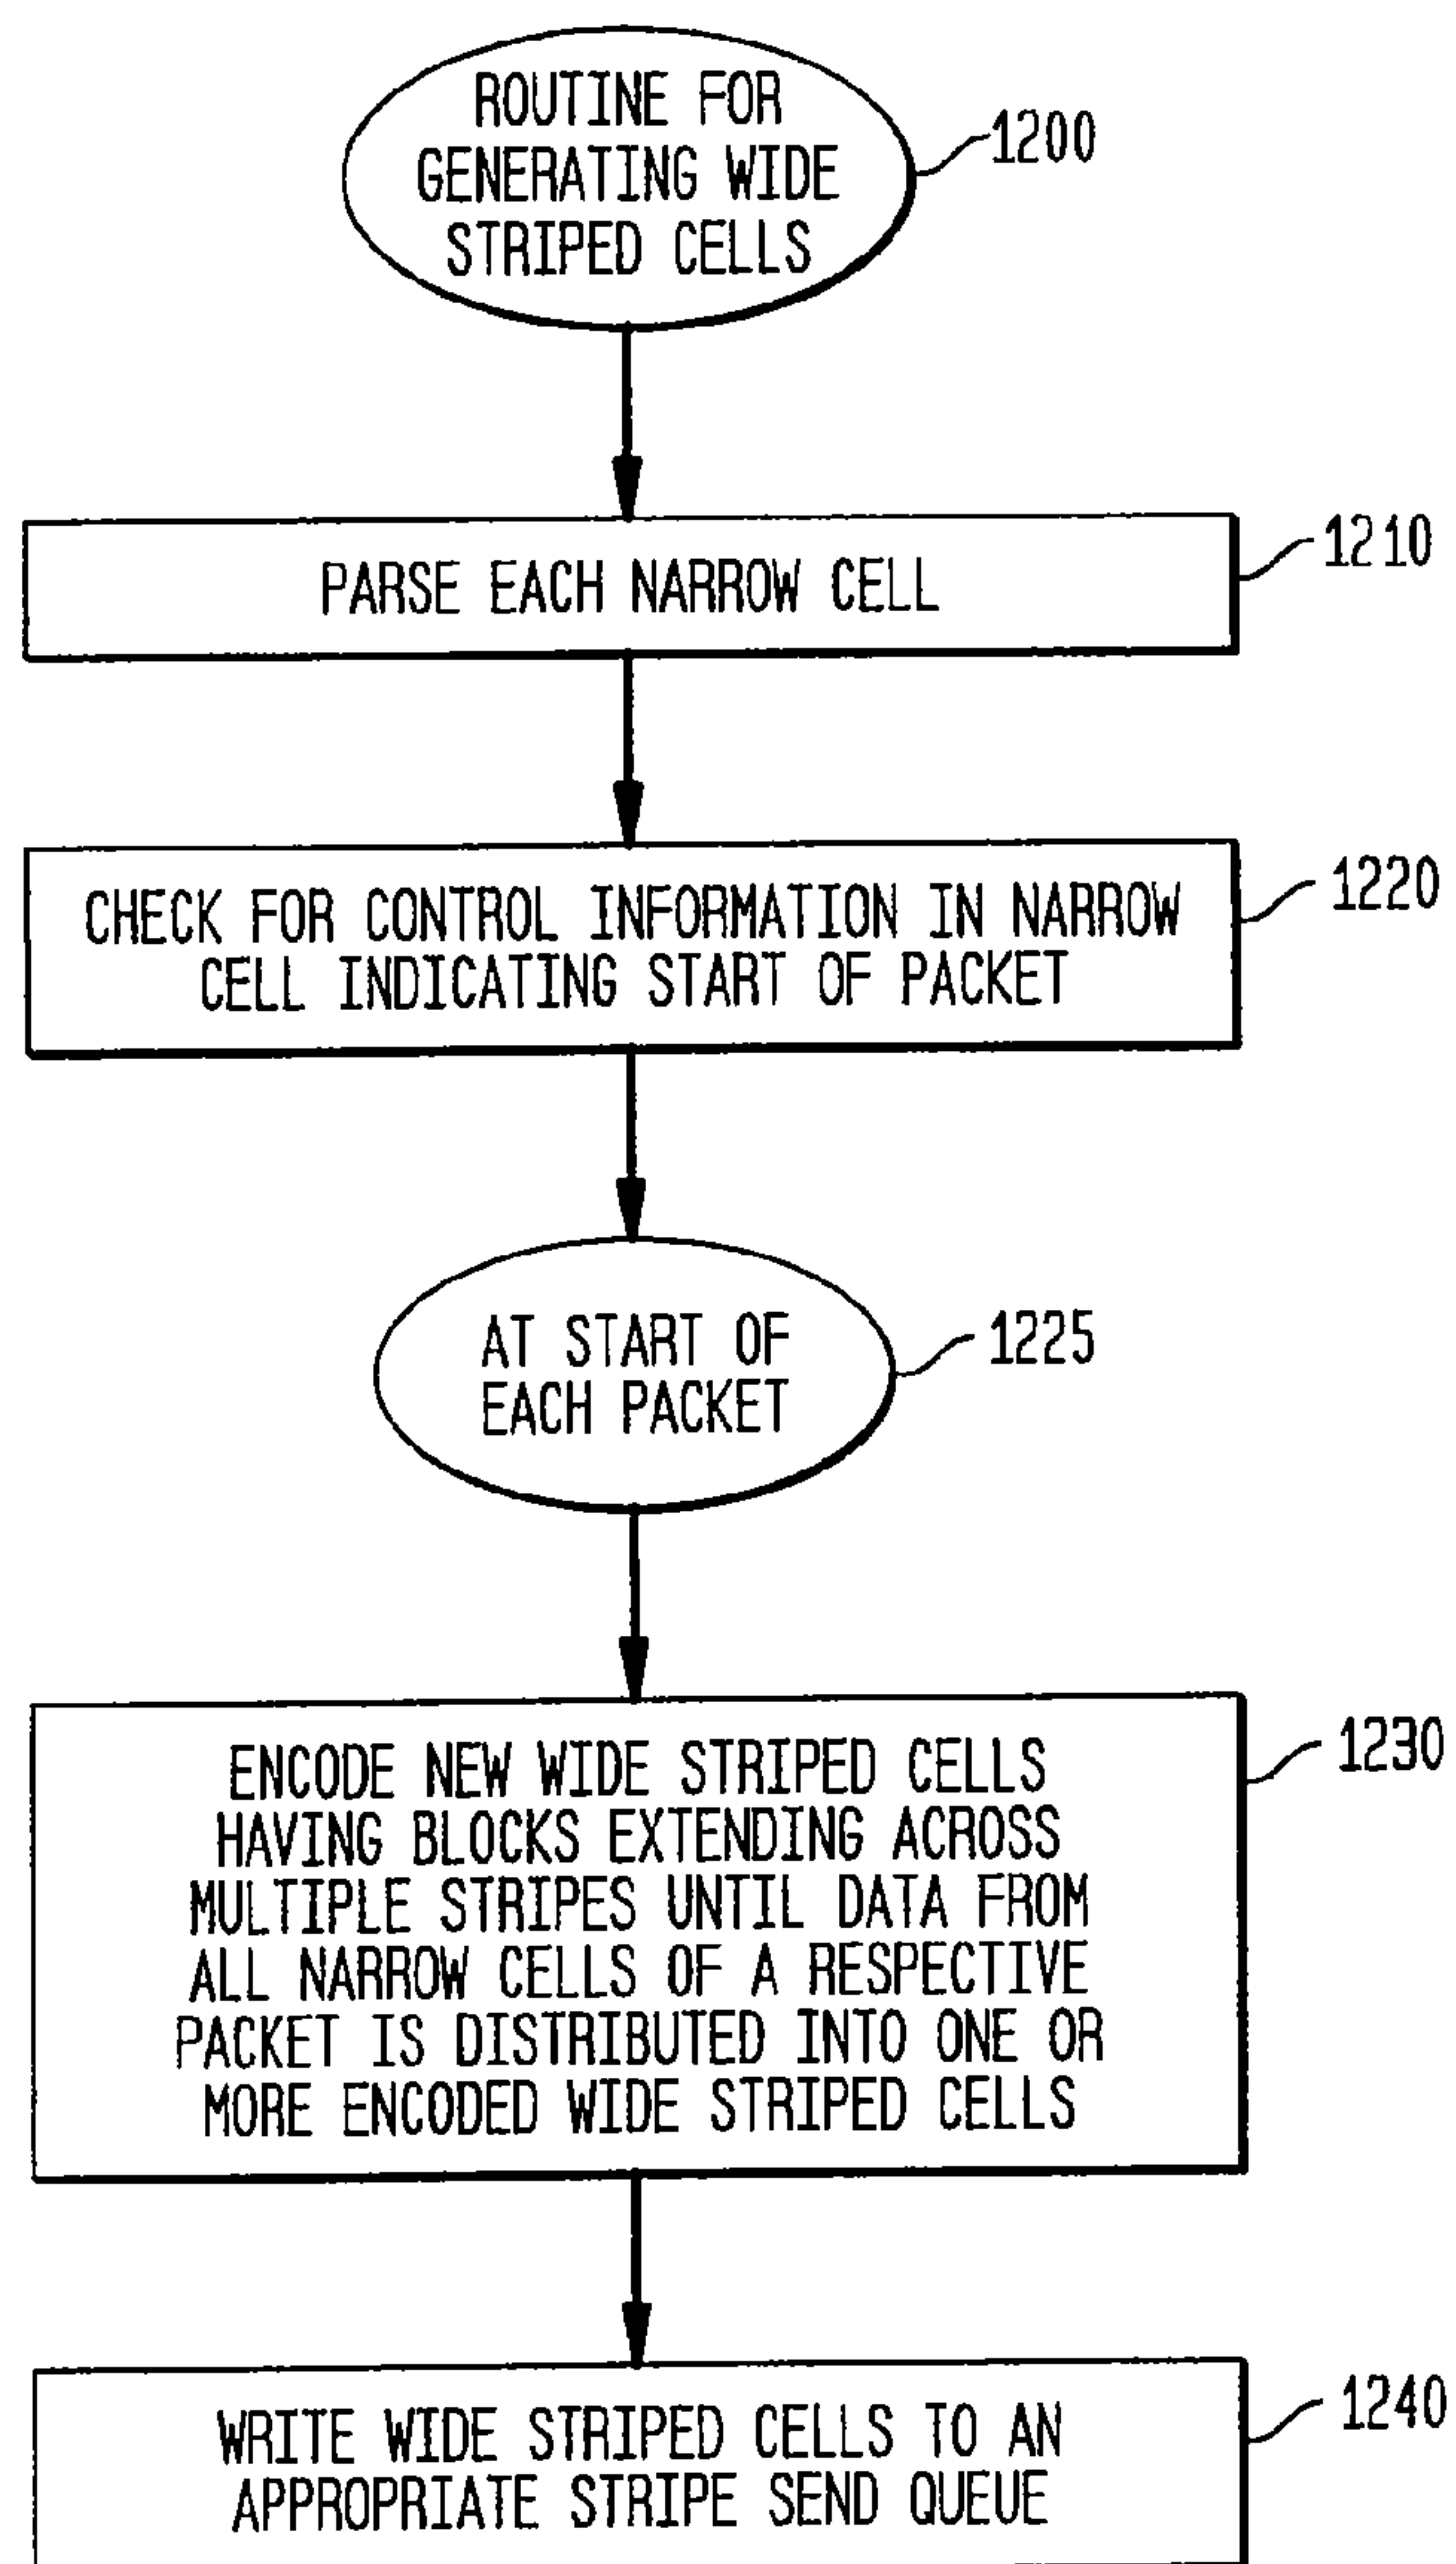 ROUTINE FOR
GENERATING WIDE
STRIPED CELLS
1200
PARSE EACH NARROW CELL
1210
CHECK FOR CONTROL INFORMATION IN NARROW
CELL INDICATING START OF PACKET
1220
AT START OF
EACH PACKET
1225
ENCODE NEW WIDE STRIPED CELLS
HAVING BLOCKS EXTENDING ACROSS
MULTIPLE STRIPES UNTIL DATA FROM
ALL NARROW CELLS OF A RESPECTIVE
PACKET IS DISTRIBUTED INTO ONE OR
MORE ENCODED WIDE STRIPED CELLS
1230
WRITE WIDE STRIPED CELLS TO AN
APPROPRIATE STRIPE SEND QUEUE
1240